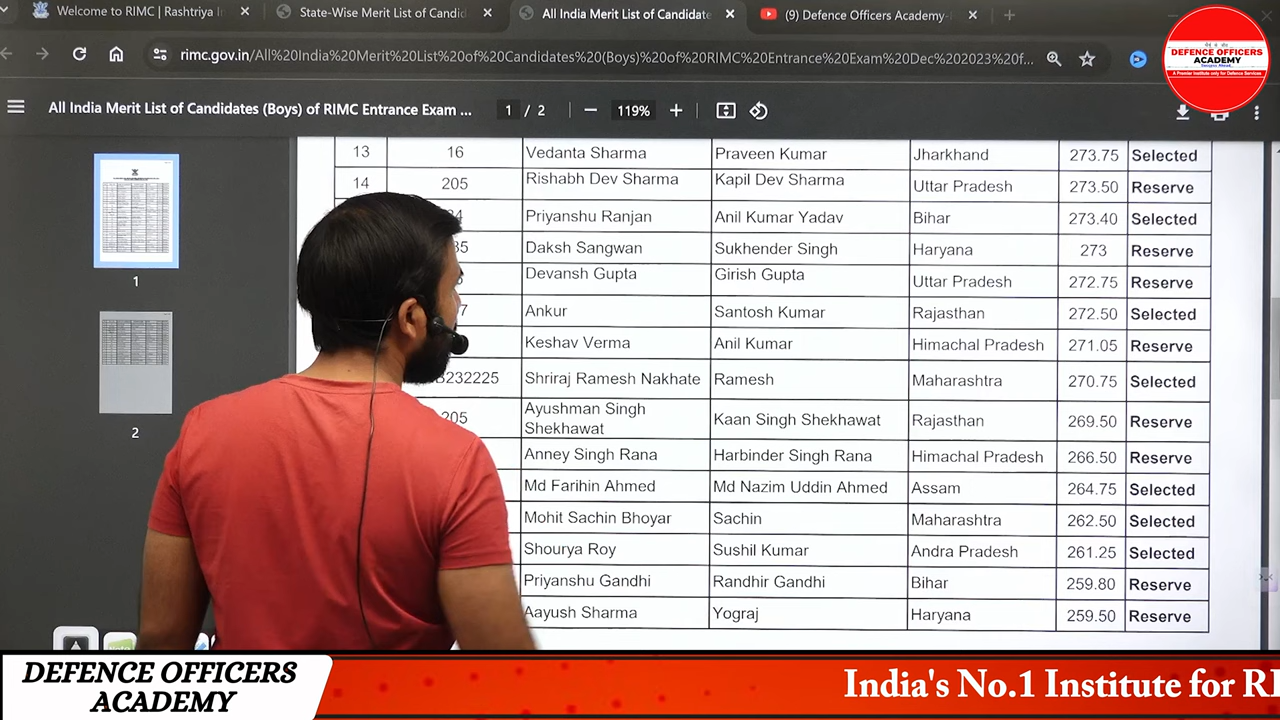 Welcome to RIMC | Rashtriya I
State-Wise Merit List of Candid
All India Merit List of Candidate
(9) Defence Officers Academy-
rimc.gov.in/All%20India%20Merit%20List%20of%20Candidates%20(Boys)%20of%20RIMC%20Entrance%20Exam%20Dec%202023%20f...
DEFENCE OFFICERS
ACADEMY
A Premier Institute only for Defence Services
All India Merit List of Candidates (Boys) of RIMC Entrance Exam ...
1 / 2
119%
1
2
13 16 Vedanta Sharma Praveen Kumar Jharkhand 273.75 Selected
14 205 Rishabh Dev Sharma Kapil Dev Sharma Uttar Pradesh 273.50 Reserve
Priyanshu Ranjan Anil Kumar Yadav Bihar 273.40 Selected
Daksh Sangwan Sukhender Singh Haryana 273 Reserve
Devansh Gupta Girish Gupta Uttar Pradesh 272.75 Reserve
7 Ankur Santosh Kumar Rajasthan 272.50 Selected
Keshav Verma Anil Kumar Himachal Pradesh 271.05 Reserve
B232225 Shriraj Ramesh Nakhate Ramesh Maharashtra 270.75 Selected
205 Ayushman Singh Shekhawat Kaan Singh Shekhawat Rajasthan 269.50 Reserve
Anney Singh Rana Harbinder Singh Rana Himachal Pradesh 266.50 Reserve
Md Farihin Ahmed Md Nazim Uddin Ahmed Assam 264.75 Selected
Mohit Sachin Bhoyar Sachin Maharashtra 262.50 Selected
Shourya Roy Sushil Kumar Andra Pradesh 261.25 Selected
Priyanshu Gandhi Randhir Gandhi Bihar 259.80 Reserve
Aayush Sharma Yograj Haryana 259.50 Reserve
DEFENCE OFFICERS
ACADEMY
India's No.1 Institute for RI